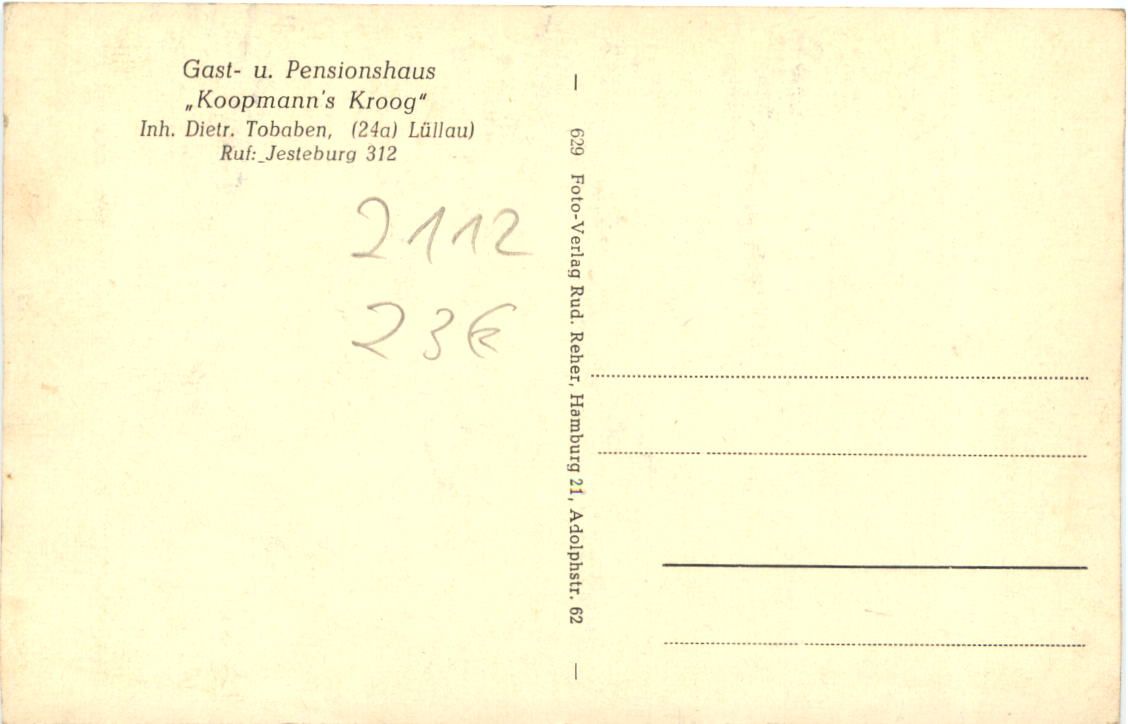 Gast- u. Pensionshaus
„Koopmann's Kroog“
Inh. Dietr. Tobaben, (24a) Lüllau)
Ruf: Jesteburg 312
2112
23€
629 Foto-Verlag Rud. Reher, Hamburg 21, Adolphstr. 62